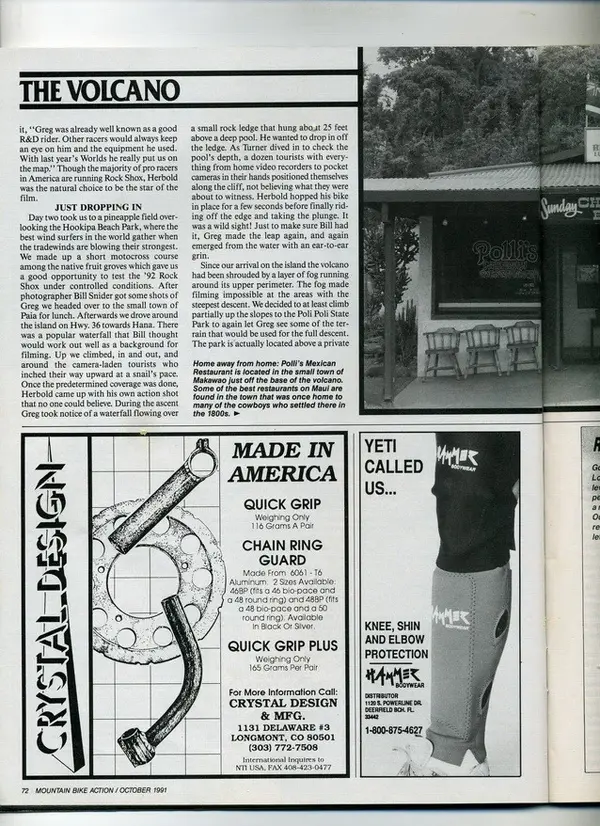 THE VOLCANO
it, "Greg was already well known as a good
R&D rider. Other racers would always keep
an eye on him and the equipment he used.
With last year's Worlds he really put us on
the map." Though the majority of pro racers
in America are running Rock Shox, Herbold
was the natural choice to be the star of the
film.
JUST DROPPING IN
Day two took us to a pineapple field over-
looking the Hookipa Beach Park, where the
best wind surfers in the world gather when
the tradewinds are blowing their strongest.
We made up a short motocross course
among the native fruit groves which gave us
a good opportunity to test the '92 Rock
Shox under controlled conditions. After
photographer Bill Snider got some shots of
Greg we headed over to the small town of
Paia for lunch. Afterwards we drove around
the island on Hwy. 36 towards Hana. There
was a popular waterfall that Bill thought
would work out well as a background for
filming. Up we climbed, in and out, and
around the camera-laden tourists who
inched their way upward at a snail's pace.
Once the predetermined coverage was done,
Herbold came up with his own action shot
that no one could believe. During the ascent
Greg took notice of a waterfall flowing over
a small rock ledge that hung about 25 feet
above a deep pool. He wanted to drop in off
the ledge. As Turner dived in to check the
pool's depth, a dozen tourists with every-
thing from home video recorders to pocket
cameras in their hands positioned themselves
along the cliff, not believing what they were
about to witness. Herbold hopped his bike
in place for a few seconds before finally rid-
ing off the edge and taking the plunge. It
was a wild sight! Just to make sure Bill had
it, Greg made the leap again, and again
emerged from the water with an ear-to-ear
grin.
Since our arrival on the island the volcano
had been shrouded by a layer of fog running
around its upper perimeter. The fog made
filming impossible at the areas with the
steepest descent. We decided to at least climb
partially up the slopes to the Poli Poli State
Park to again let Greg see some of the ter-
rain that would be used for the full descent.
The park is actually located above a private
Home away from home: Polli's Mexican
Restaurant is located in the small town of
Makawao just off the base of the volcano.
Some of the best restaurants on Maui are
found in the town that was once home to
many of the cowboys who settled there in
the 1800s. ►
Polli's
Sunday
CRYSTAL DESIGN
MADE IN
AMERICA
QUICK GRIP
Weighing Only
116 Grams A Pair
CHAIN RING
GUARD
Made From 6061 - T6
Aluminum. 2 Sizes Available:
46BP (fits a 46 bio-pace and
a 48 round ring) and 48BP (fits
a 48 bio-pace and a 50
round ring). Available
In Black Or Silver.
QUICK GRIP PLUS
Weighing Only
165 Grams Per Pair
For More Information Call:
CRYSTAL DESIGN
& MFG.
1131 DELAWARE #3
LONGMONT, CO 80501
(303) 772-7508
International Inquires to
NTI USA, FAX 408-423-0477
YETI
CALLED
US...
HAMMER
BODYWEAR
HAMMER
BODYWEAR
KNEE, SHIN
AND ELBOW
PROTECTION
HAMMER
BODYWEAR
DISTRIBUTOR
1120 S. POWERLINE DR.
DEERFIELD BCH. FL.
33442
1-800-875-4627
72 MOUNTAIN BIKE ACTION / OCTOBER 1991